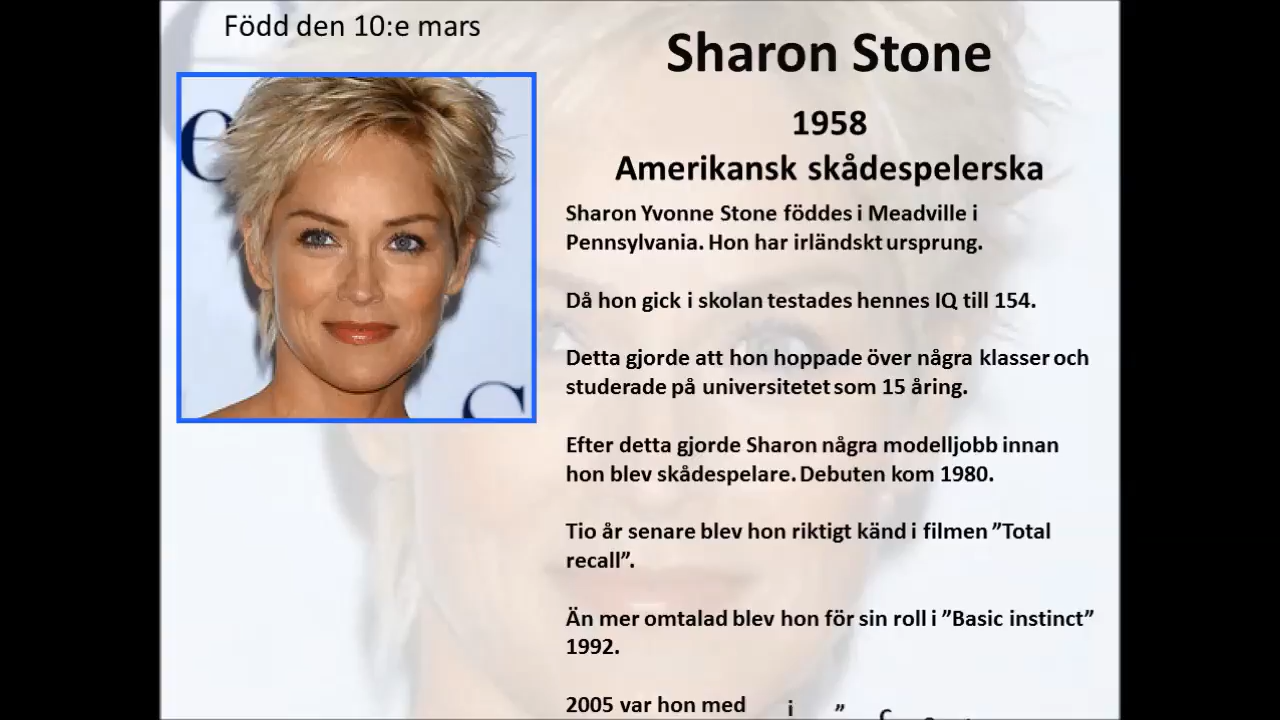 Född den 10:e mars
Sharon Stone
1958
Amerikansk skådespelerska
Sharon Yvonne Stone föddes i Meadville i
Pennsylvania. Hon har irländskt ursprung.
Då hon gick i skolan testades hennes IQ till 154.
Detta gjorde att hon hoppade över några klasser och
studerade på universitetet som 15 åring.
Efter detta gjorde Sharon några modelljobb innan
hon blev skådespelare. Debuten kom 1980.
Tio år senare blev hon riktigt känd i filmen ”Total
recall”.
Än mer omtalad blev hon för sin roll i ”Basic instinct”
1992.
2005 var hon med i ”